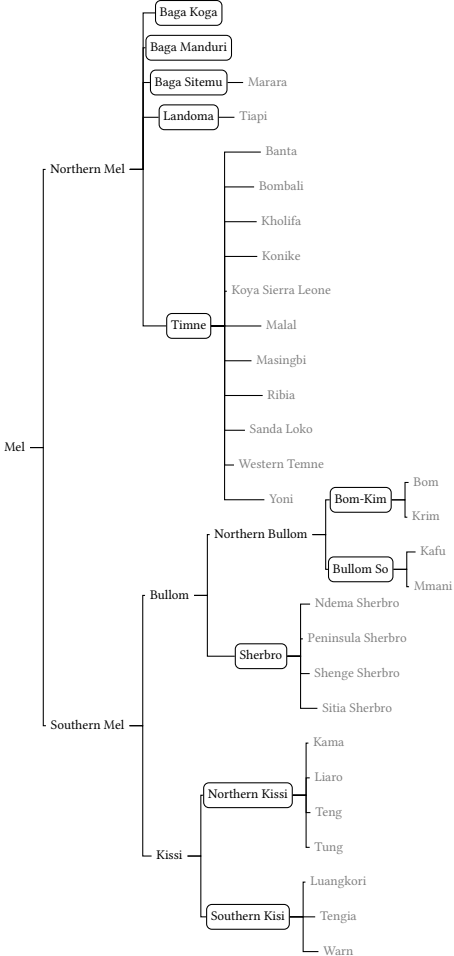 Baga Koga
Baga Manduri
Baga Sitemu
Marara
Landoma
Tiapi
Banta
Northern Mel
Bombali
Kholifa
Konike
Koya Sierra Leone
Timne
Malal
Masingbi
Ribia
Sanda Loko
Mel
Western Temne
Bom
Bom-Kim
Yoni
Krim
Northern Bullom
Kafu
Bullom So
Mmani
Bullom
Ndema Sherbro
Peninsula Sherbro
Sherbro
Shenge Sherbro
Sitia Sherbro
Southern Mel
Kama
Liaro
Northern Kissi
Teng
Tung
Kissi
Luangkori
Southern Kisi
Tengia
Warn